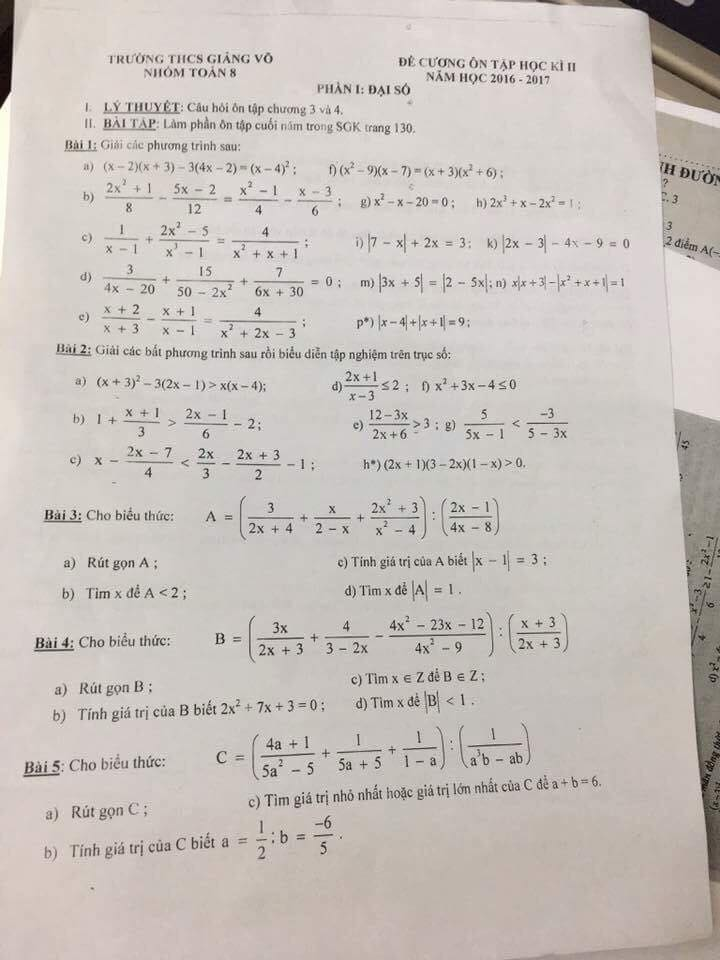 TRƯỜNG THCS GIẢNG VÕ
NHÓM TOÁN 8
ĐỀ CƯƠNG ÔN TẬP HỌC KÌ II
NĂM HỌC 2016 - 2017
PHẦN I: ĐẠI SỐ
I. LÝ THUYẾT: Câu hỏi ôn tập chương 3 và 4.
II. BÀI TẬP: Làm phần ôn tập cuối năm trong SGK trang 130.
Bài 1: Giải các phương trình sau:
a) (x – 2)(x + 3) – 3(4x – 2) = (x – 4)² ; f) (x² – 9)(x – 7) = (x + 3)(x² + 6) ;
b) (2x² + 1)/8 – (5x – 2)/12 = (x² – 1)/4 – (x – 3)/6 ; g) x² – x – 20 = 0 ; h) 2x³ + x – 2x² = 1 ;
c) 1/(x – 1) + (2x² – 5)/(x³ – 1) = 4/(x² + x + 1) ; i) |7 – x| + 2x = 3 ; k) |2x – 3| – 4x – 9 = 0
d) 3/(4x – 20) + 15/(50 – 2x²) + 7/(6x + 30) = 0 ; m) |3x + 5| = |2 – 5x| ; n) x|x + 3| – |x² + x + 1| = 1
e) (x + 2)/(x + 3) – (x + 1)/(x – 1) = 4/(x² + 2x – 3) ; p*) |x – 4| + |x + 1| = 9 ;
Bài 2: Giải các bất phương trình sau rồi biểu diễn tập nghiệm trên trục số:
a) (x + 3)² – 3(2x – 1) > x(x – 4); d) (2x + 1)/(x – 3) ≤ 2 ; f) x² + 3x – 4 ≤ 0
b) 1 + (x + 1)/3 > (2x – 1)/6 – 2 ; e) (12 – 3x)/(2x + 6) > 3 ; g) 5/(5x – 1) < –3/(5 – 3x)
c) x – (2x – 7)/4 < 2x/3 – (2x + 3)/2 – 1 ; h*) (2x + 1)(3 – 2x)(1 – x) > 0.
Bài 3: Cho biểu thức: A = (3/(2x + 4) + x/(2 – x) + (2x² + 3)/(x² – 4)) : ((2x – 1)/(4x – 8))
a) Rút gọn A ; c) Tính giá trị của A biết |x – 1| = 3 ;
b) Tìm x để A < 2 ; d) Tìm x để |A| = 1 .
Bài 4: Cho biểu thức: B = (3x/(2x + 3) + 4/(3 – 2x) – (4x² – 23x – 12)/(4x² – 9)) : ((x + 3)/(2x + 3))
a) Rút gọn B ; c) Tìm x ∈ Z để B ∈ Z ;
b) Tính giá trị của B biết 2x² + 7x + 3 = 0 ; d) Tìm x để |B| < 1 .
Bài 5: Cho biểu thức: C = ((4a + 1)/(5a² – 5) + 1/(5a + 5) + 1/(1 – a)) : (1/(a³b – ab))
a) Rút gọn C ; c) Tìm giá trị nhỏ nhất hoặc giá trị lớn nhất của C để a + b = 6.
b) Tính giá trị của C biết a = 1/2 ; b = –6/5 .
2 điểm A(–